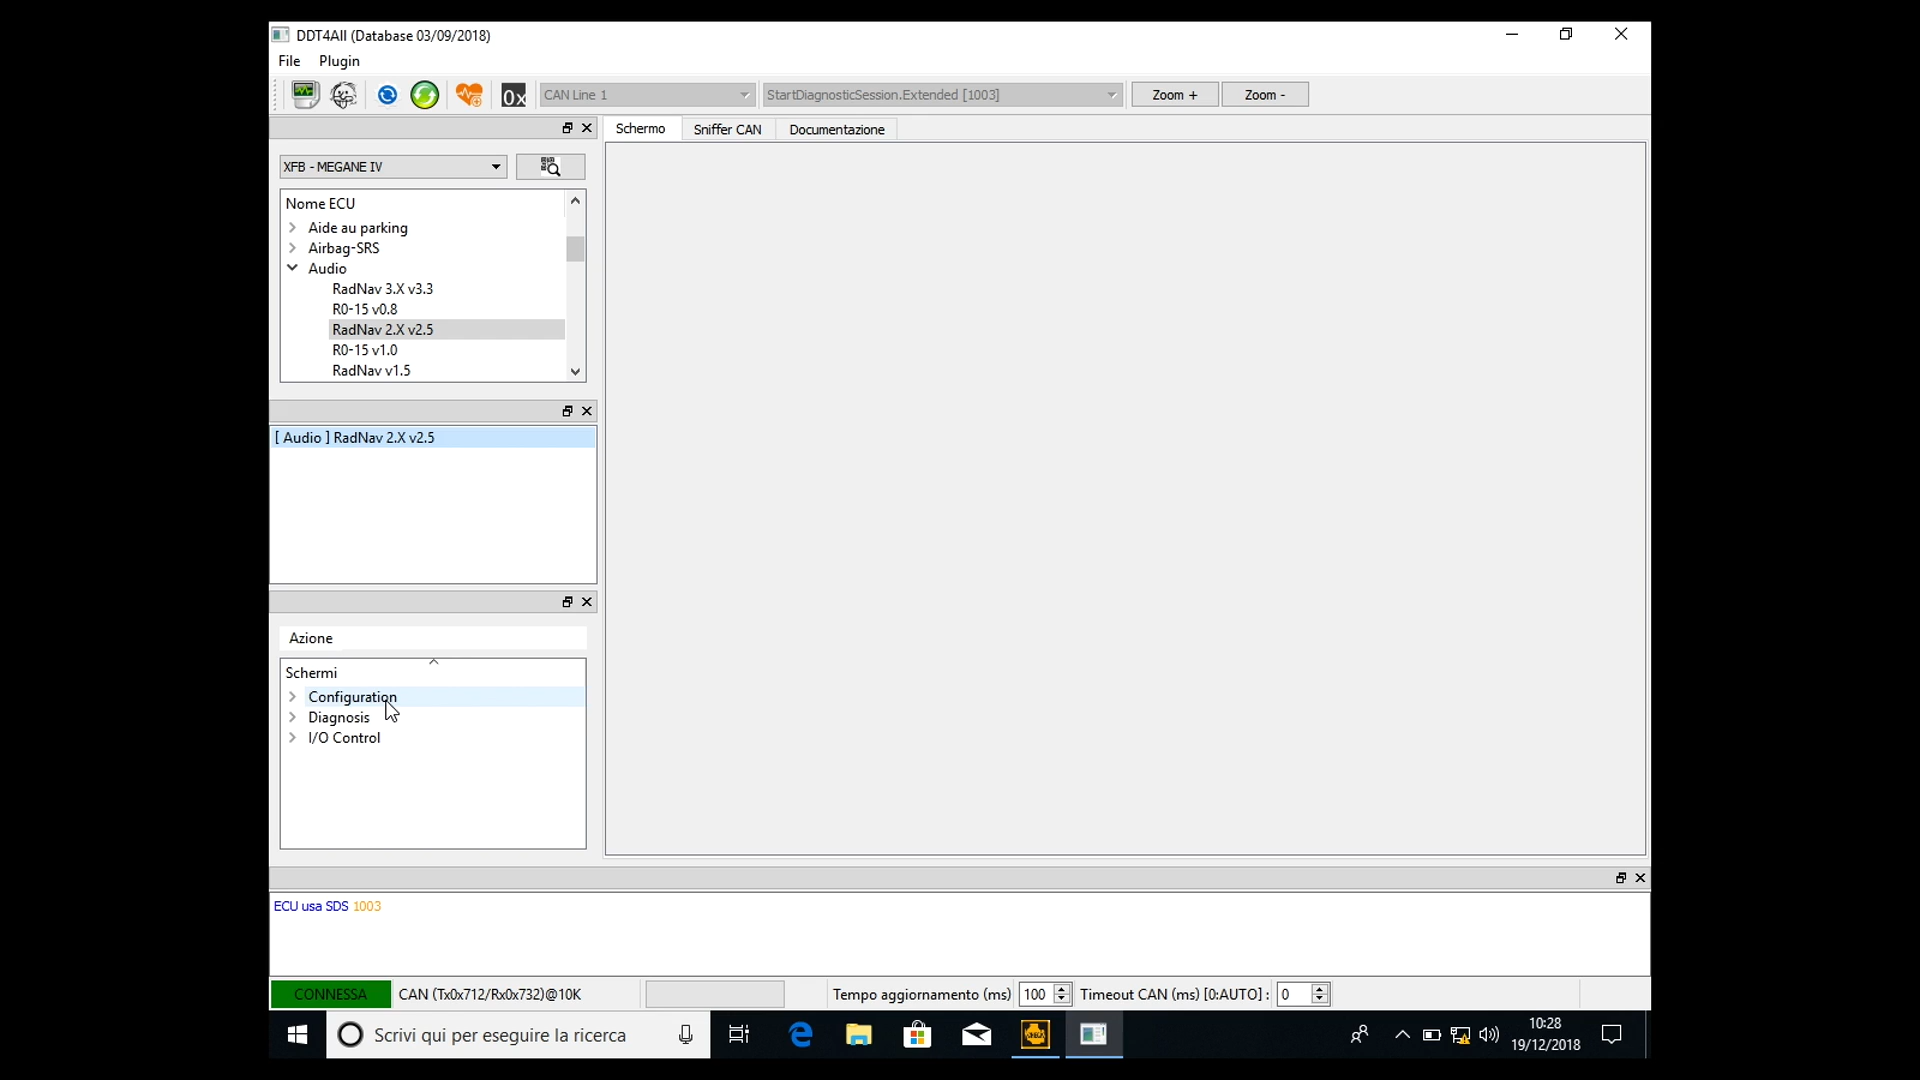 DDT4All (Database 03/09/2018)
File Plugin
0x CAN Line 1 StartDiagnosticSession.Extended [1003] Zoom + Zoom -
Schermo Sniffer CAN Documentazione
XFB - MEGANE IV
Nome ECU
Aide au parking
Airbag-SRS
Audio
RadNav 3.X v3.3
R0-15 v0.8
RadNav 2.X v2.5
R0-15 v1.0
RadNav v1.5
[ Audio ] RadNav 2.X v2.5
Azione
Schermi
Configuration
Diagnosis
I/O Control
ECU usa SDS 1003
CONNESSA CAN (Tx0x712/Rx0x732)@10K Tempo aggiornamento (ms) 100 Timeout CAN (ms) [0:AUTO] : 0
Scrivi qui per eseguire la ricerca
10:28
19/12/2018